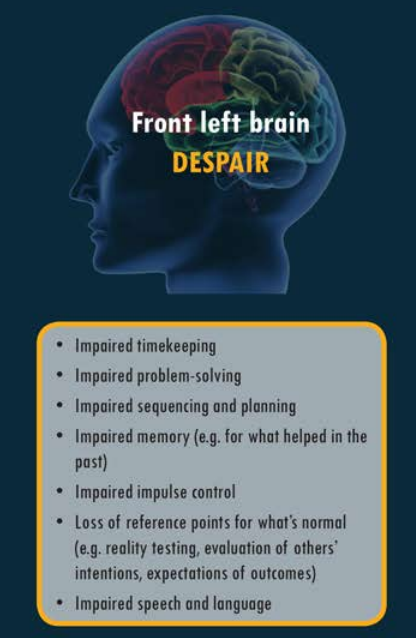 Front left brain
DESPAIR
• Impaired timekeeping
• Impaired problem-solving
• Impaired sequencing and planning
• Impaired memory (e.g. for what helped in the
past)
• Impaired impulse control
• Loss of reference points for what's normal
(e.g. reality testing, evaluation of others'
intentions, expectations of outcomes)
• Impaired speech and language